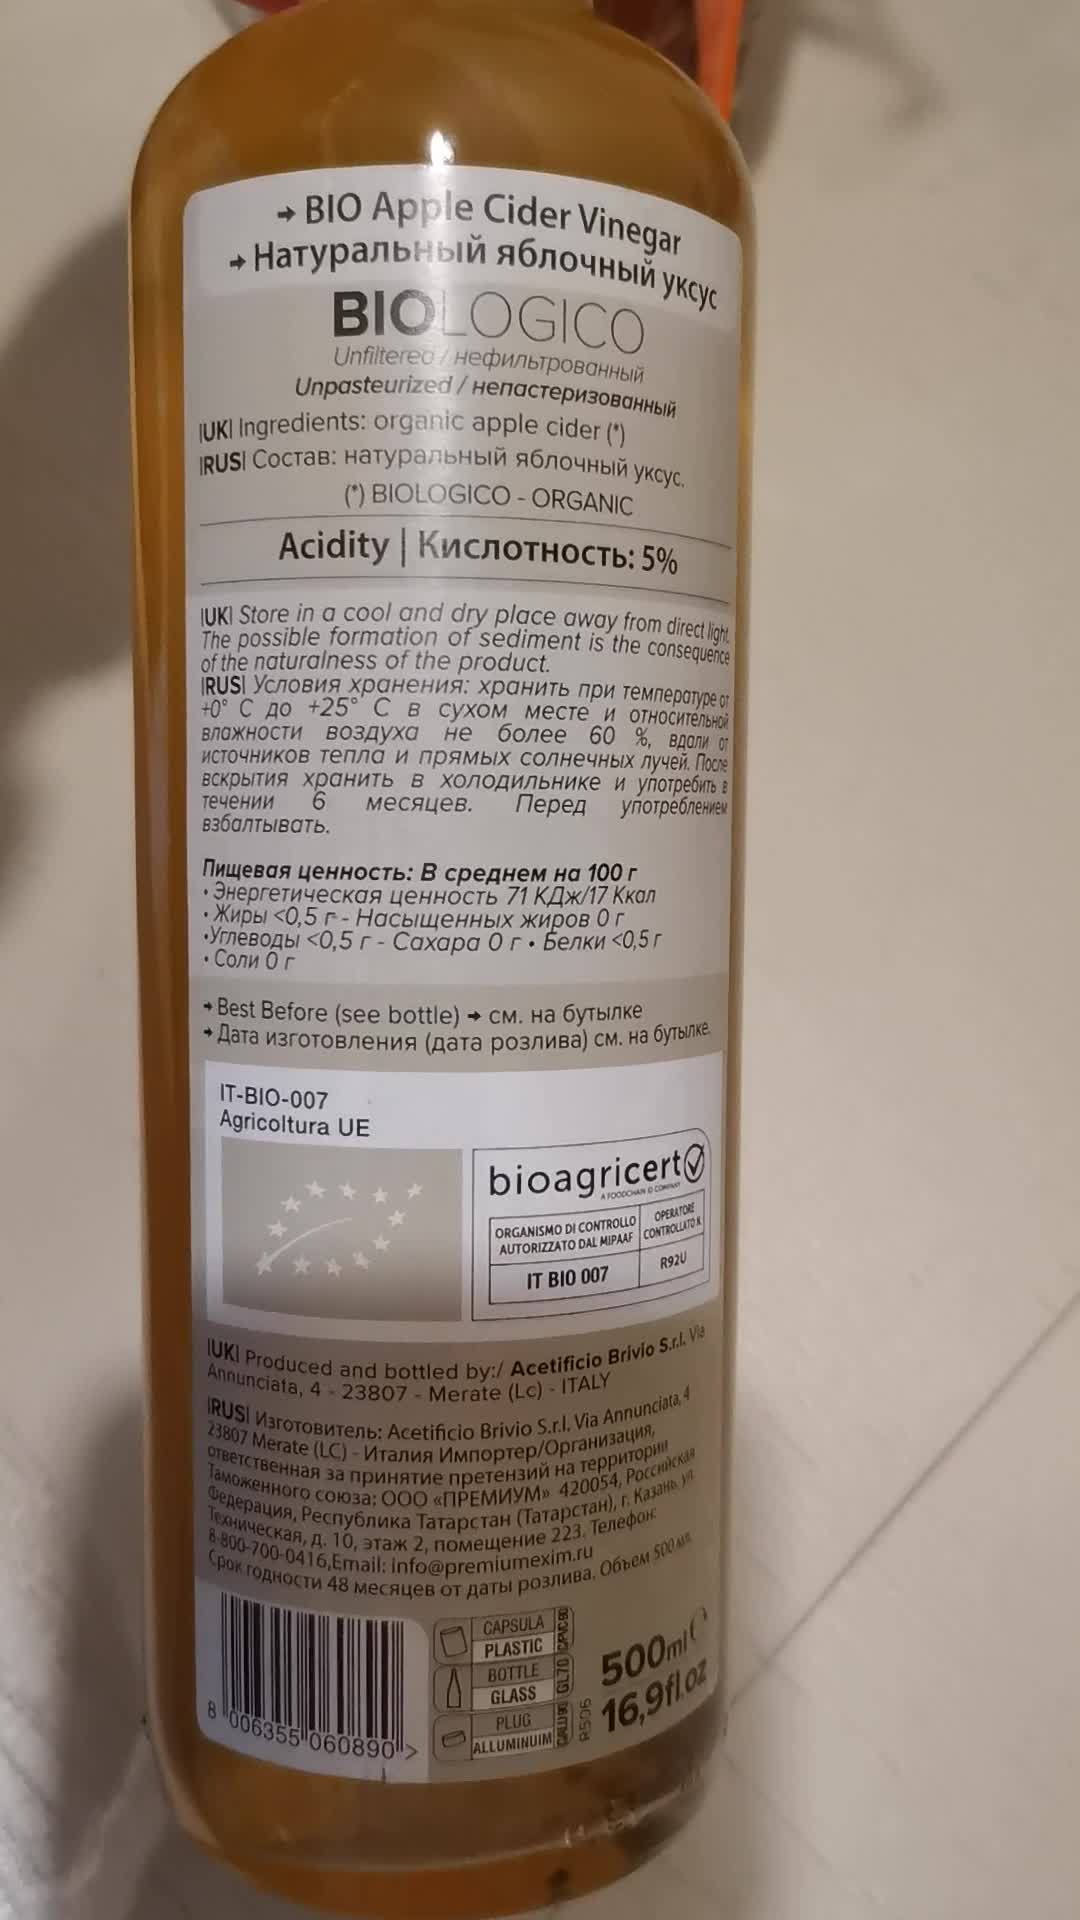 → BIO Apple Cider Vinegar
→ Натуральный яблочный уксус
BIOLOGICO
Unfiltered / нефильтрованный
Unpasteurized / непастеризованный
|UK| Ingredients: organic apple cider (*)
|RUS| Состав: натуральный яблочный уксус.
(*) BIOLOGICO - ORGANIC
Acidity | Кислотность: 5%
|UK| Store in a cool and dry place away from direct light.
The possible formation of sediment is the consequence
of the naturalness of the product.
|RUS| Условия хранения: хранить при температуре от
+0° C до +25° C в сухом месте и относительной
влажности воздуха не более 60 %, вдали от
источников тепла и прямых солнечных лучей. После
вскрытия хранить в холодильнике и употребить в
течении 6 месяцев. Перед употреблением
взбалтывать.
Пищевая ценность: В среднем на 100 г
• Энергетическая ценность 71 КДж/17 Ккал
• Жиры <0,5 г - Насыщенных жиров 0 г
•Углеводы <0,5 г - Сахара 0 г • Белки <0,5 г
• Соли 0 г
→ Best Before (see bottle) → см. на бутылке
→ Дата изготовления (дата розлива) см. на бутылке.
IT-BIO-007
Agricoltura UE
bioagricert
A FOODCHAIN ID COMPANY
ORGANISMO DI CONTROLLO
AUTORIZZATO DAL MIPAAF
OPERATORE
CONTROLLATO N.
IT BIO 007
R92U
|UK| Produced and bottled by:/ Acetificio Brivio S.r.l. Via
Annunciata, 4 - 23807 - Merate (Lc) - ITALY
|RUS| Изготовитель: Acetificio Brivio S.r.l. Via Annunciata, 4
23807 Merate (LC) - Италия Импортер/Организация,
ответственная за принятие претензий на территории
Таможенного союза: ООО «ПРЕМИУМ» 420054, Российская
Федерация, Республика Татарстан (Татарстан), г. Казань, ул.
Техническая, д. 10, этаж 2, помещение 223. Телефон:
8-800-700-0416,Email: info@premiumexim.ru
Срок годности 48 месяцев от даты розлива. Объем 500 мл.
CAPSULA
PLASTIC
C/PVC 90
BOTTLE
GLASS
GL70
PLUG
ALLUMINUIM
C/ALU 90
R506
500ml e
16,9fl.oz
8 006355 060890 >